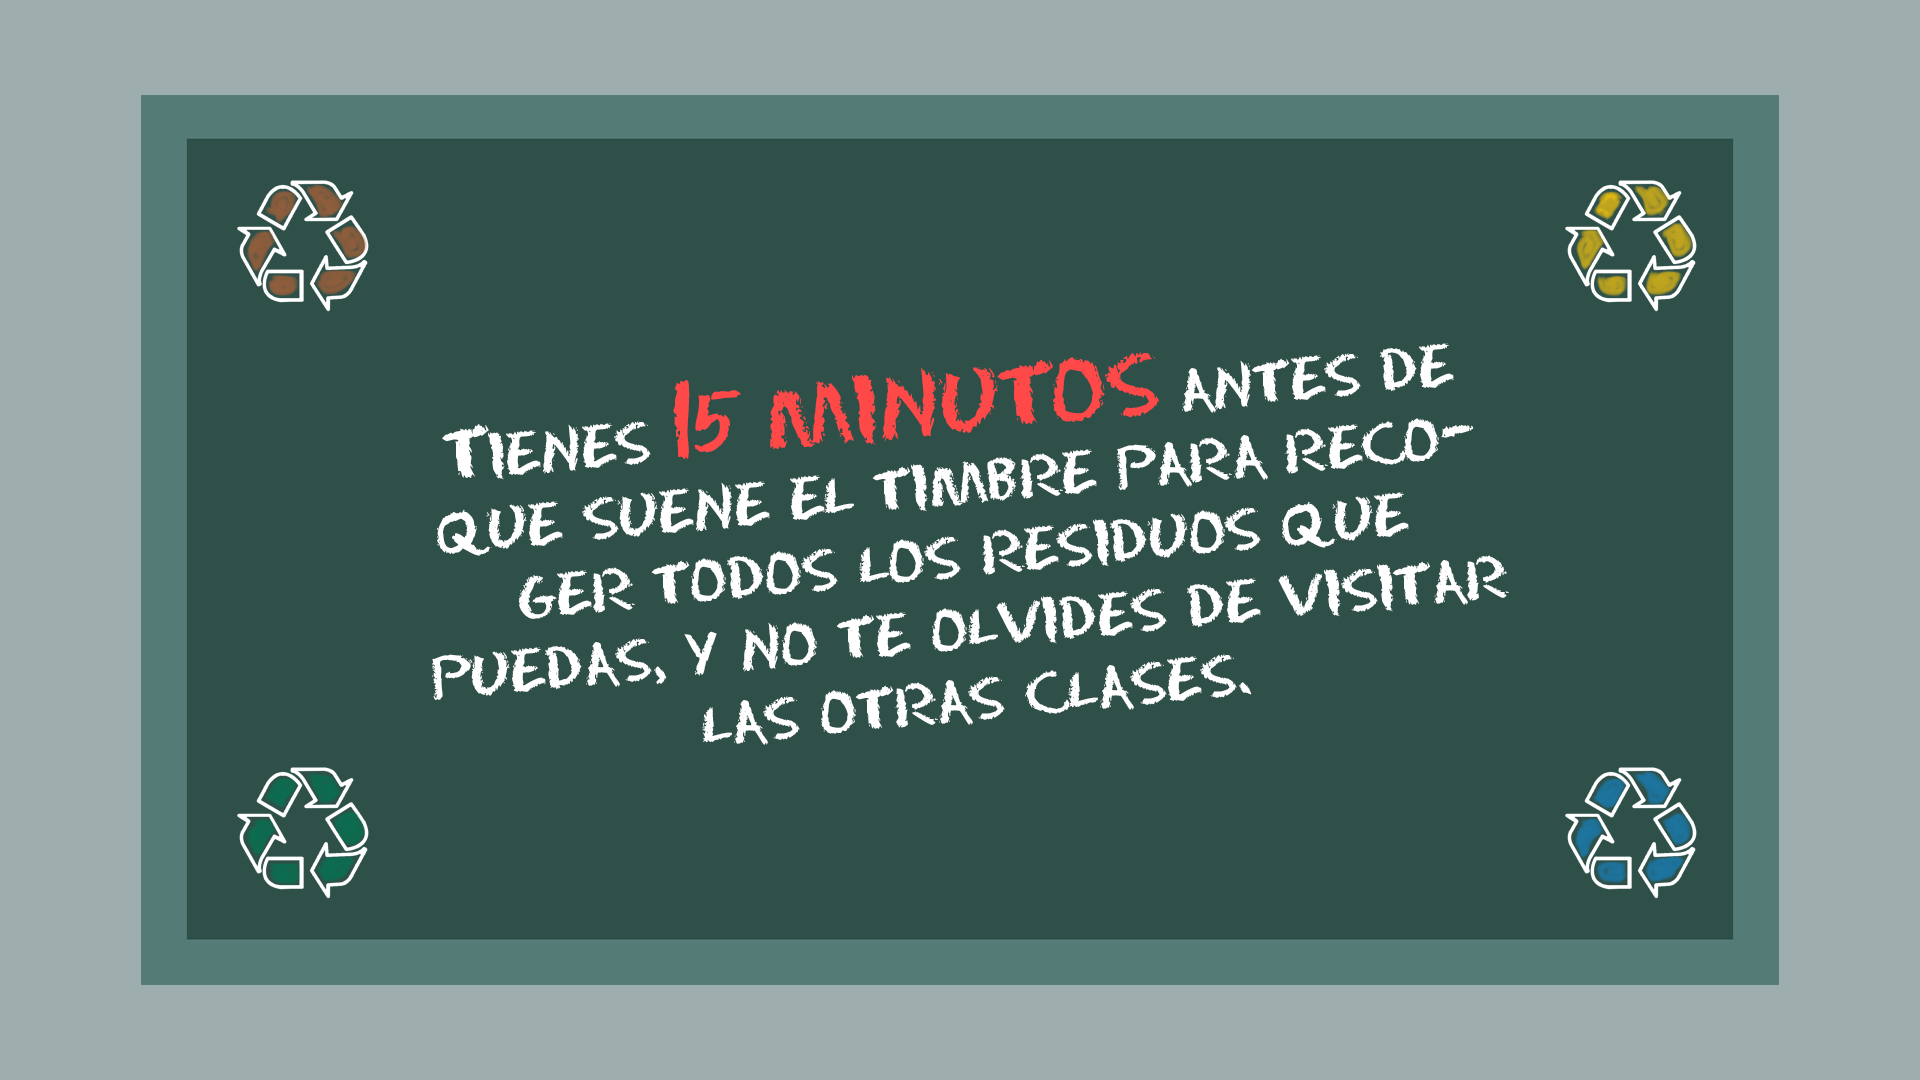 TIENES 15 MINUTOS ANTES DE
QUE SUENE EL TIMBRE PARA RECO-
GER TODOS LOS RESIDUOS QUE
PUEDAS, Y NO TE OLVIDES DE VISITAR
LAS OTRAS CLASES.